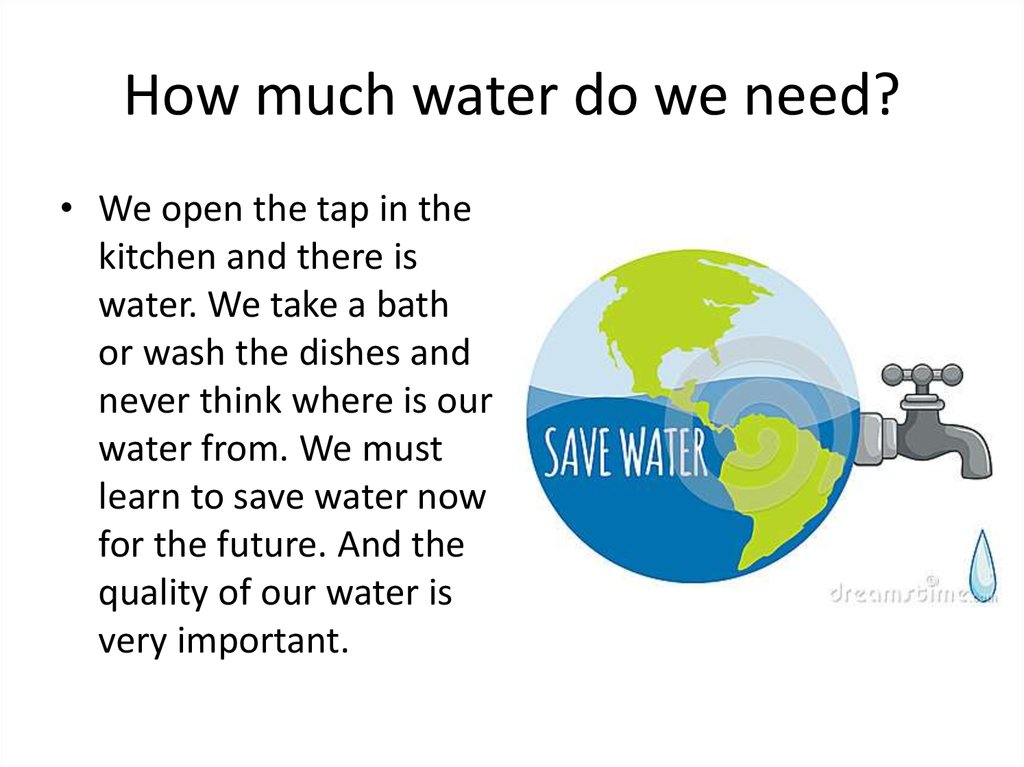 How much water do we need?
• We open the tap in the
kitchen and there is
water. We take a bath
or wash the dishes and
never think where is our
water from. We must
learn to save water now
for the future. And the
quality of our water is
very important.
SAVE WATER
dreamstime.com